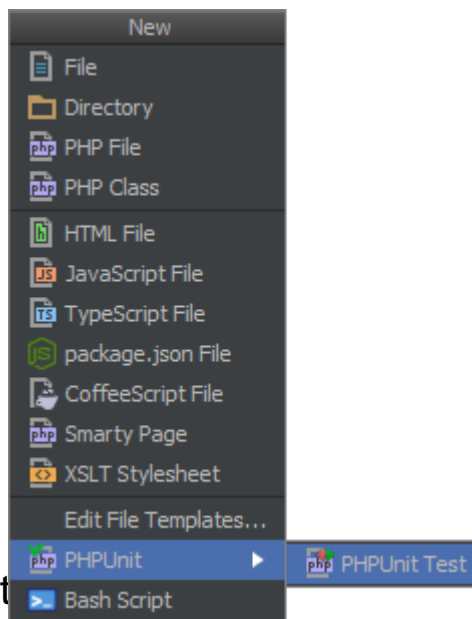 New
File
Directory
PHP File
PHP Class
HTML File
JavaScript File
TypeScript File
package.json File
CoffeeScript File
Smarty Page
XSLT Stylesheet
Edit File Templates...
PHPUnit
PHPUnit Test
t
Bash Script